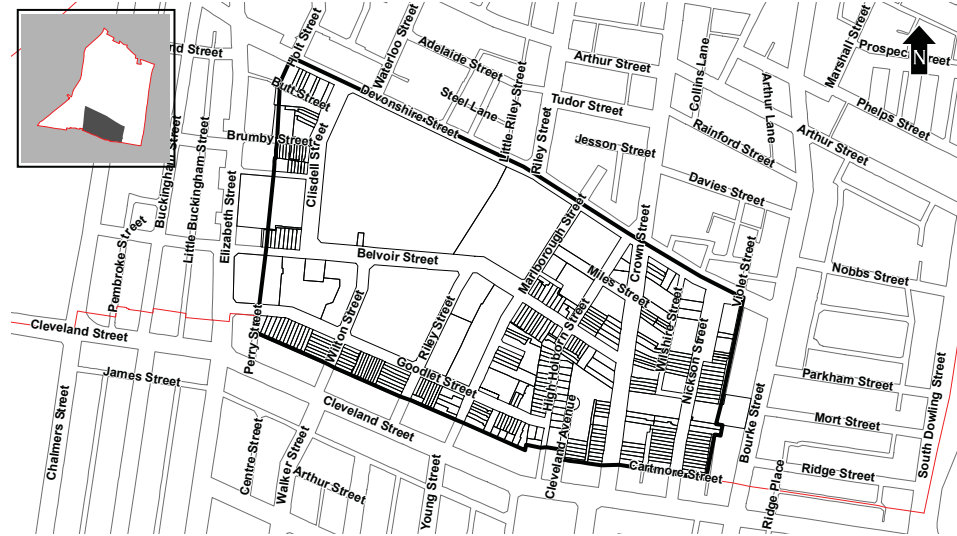 nd Street
Holt Street
Waterloo Street
Adelaide Street
Arthur Street
Collins Lane
Marshall Street
Prospec
reet
N
Butt Street
Devonshire Street
Steel Lane
Little Riley Street
Tudor Street
Arthur Lane
Phelps Street
Brumby Street
Clisdell Street
Riley Street
Jesson Street
Rainford Street
Arthur Street
Buckingham Street
Little Buckingham Street
Elizabeth Street
Davies Street
Pembroke Street
Belvoir Street
Marlborough Street
Crown Street
Miles Street
Violet Street
Nobbs Street
Cleveland Street
Perry Street
Wilton Street
Riley Street
High Holborn Street
Wilshire Street
Nickson Street
James Street
Goodlet Street
Parkham Street
South Dowling Street
Chalmers Street
Cleveland Street
Cleveland Avenue
Mort Street
Bourke Street
Centre Street
Walker Street
Arthur Street
Young Street
Cartmore Street
Ridge Street
Ridge Place